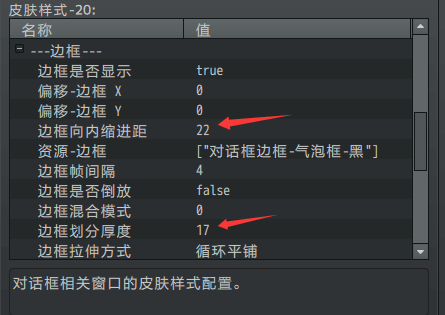 皮肤样式-20:
名称 值
---边框---
边框是否显示 true
偏移-边框 X 0
偏移-边框 Y 0
边框向内缩进距 22
资源-边框 ["对话框边框-气泡框-黑"]
边框帧间隔 4
边框是否倒放 false
边框混合模式 0
边框划分厚度 17
边框拉伸方式 循环平铺
对话框相关窗口的皮肤样式配置。